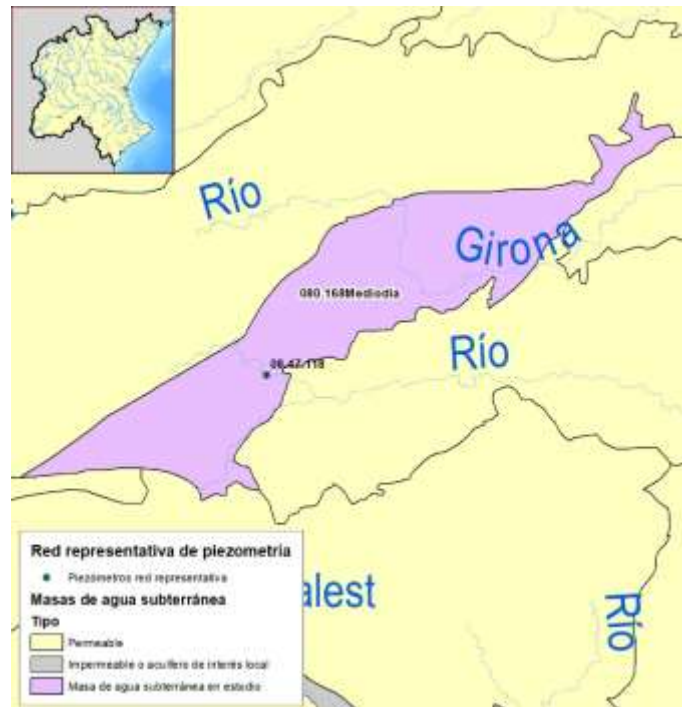 Río
Girona
080.168Mediodia
Río
08.47.118
Río
alest
Red representativa de piezometría
Piezómetros red representativa
Masas de agua subterránea
Tipo
Permeable
Impermeable o acuífero de interés local
Masa de agua subterránea en estudio